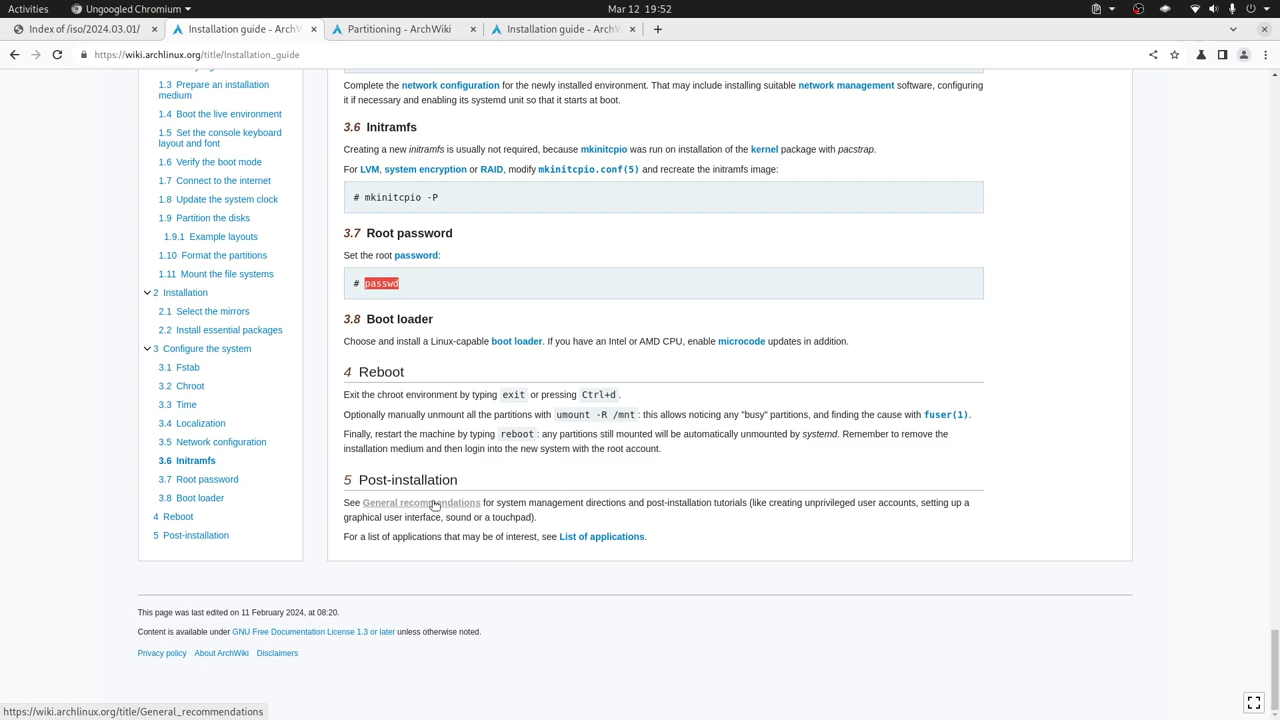 Activities
Ungoogled Chromium
Mar 12 19:52
Index of /iso/2024.03.01/
Installation guide - ArchW
Partitioning - ArchWiki
Installation guide - ArchW
https://wiki.archlinux.org/title/Installation_guide
1.3 Prepare an installation
medium
1.4 Boot the live environment
1.5 Set the console keyboard
layout and font
1.6 Verify the boot mode
1.7 Connect to the internet
1.8 Update the system clock
1.9 Partition the disks
1.9.1 Example layouts
1.10 Format the partitions
1.11 Mount the file systems
2 Installation
2.1 Select the mirrors
2.2 Install essential packages
3 Configure the system
3.1 Fstab
3.2 Chroot
3.3 Time
3.4 Localization
3.5 Network configuration
3.6 Initramfs
3.7 Root password
3.8 Boot loader
4 Reboot
5 Post-installation
Complete the network configuration for the newly installed environment. That may include installing suitable network management software, configuring
it if necessary and enabling its systemd unit so that it starts at boot.
3.6 Initramfs
Creating a new initramfs is usually not required, because mkinitcpio was run on installation of the kernel package with pacstrap.
For LVM, system encryption or RAID, modify mkinitcpio.conf(5) and recreate the initramfs image:
# mkinitcpio -P
3.7 Root password
Set the root password:
# passwd
3.8 Boot loader
Choose and install a Linux-capable boot loader. If you have an Intel or AMD CPU, enable microcode updates in addition.
4 Reboot
Exit the chroot environment by typing exit or pressing Ctrl+d.
Optionally manually unmount all the partitions with umount -R /mnt: this allows noticing any "busy" partitions, and finding the cause with fuser(1).
Finally, restart the machine by typing reboot: any partitions still mounted will be automatically unmounted by systemd. Remember to remove the
installation medium and then login into the new system with the root account.
5 Post-installation
See General recommendations for system management directions and post-installation tutorials (like creating unprivileged user accounts, setting up a
graphical user interface, sound or a touchpad).
For a list of applications that may be of interest, see List of applications.
This page was last edited on 11 February 2024, at 08:20.
Content is available under GNU Free Documentation License 1.3 or later unless otherwise noted.
Privacy policy About ArchWiki Disclaimers
https://wiki.archlinux.org/title/General_recommendations